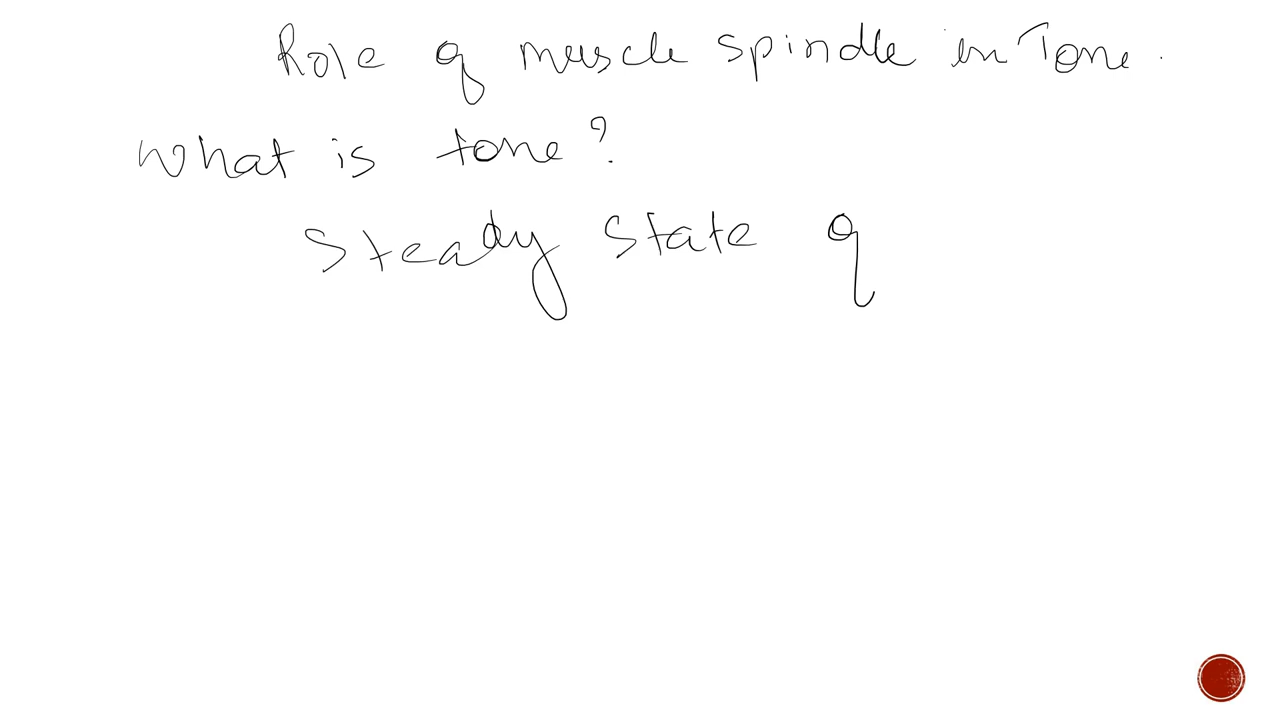 Role of muscle spindle in Tone.
What is tone?
Steady state of